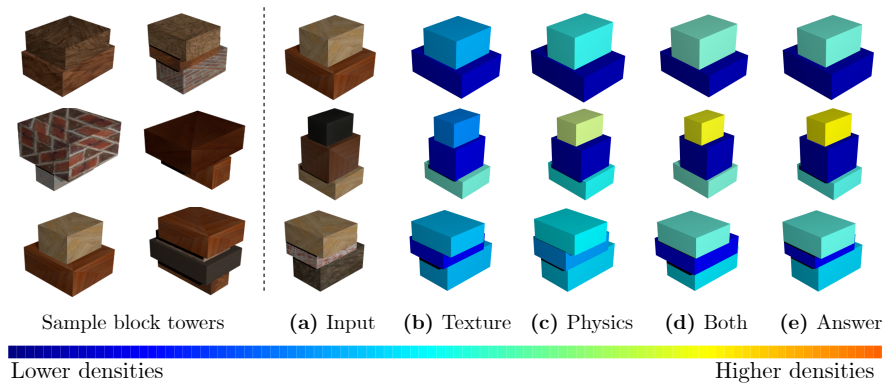 Sample block towers
(a) Input
(b) Texture
(c) Physics
(d) Both
(e) Answer
Lower densities
Higher densities